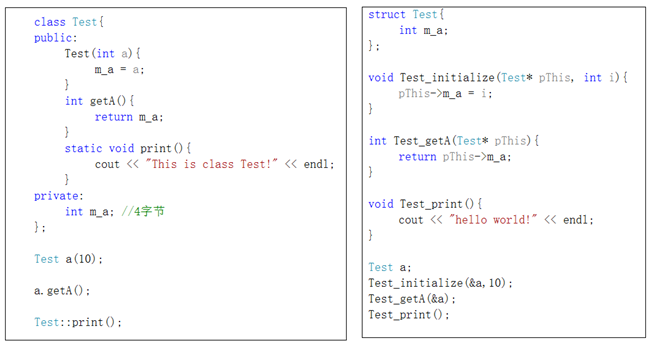 class Test{
public:
    Test(int a){
        m_a = a;
    }
    int getA(){
        return m_a;
    }
    static void print(){
        cout << "This is class Test!" << endl;
    }
private:
    int m_a; //4字节
};
Test a(10);
a.getA();
Test::print();
struct Test{
    int m_a;
};
void Test_initialize(Test* pThis, int i){
    pThis->m_a = i;
}
int Test_getA(Test* pThis){
    return pThis->m_a;
}
void Test_print(){
    cout << "hello world!" << endl;
}
Test a;
Test_initialize(&a,10);
Test_getA(&a);
Test_print();